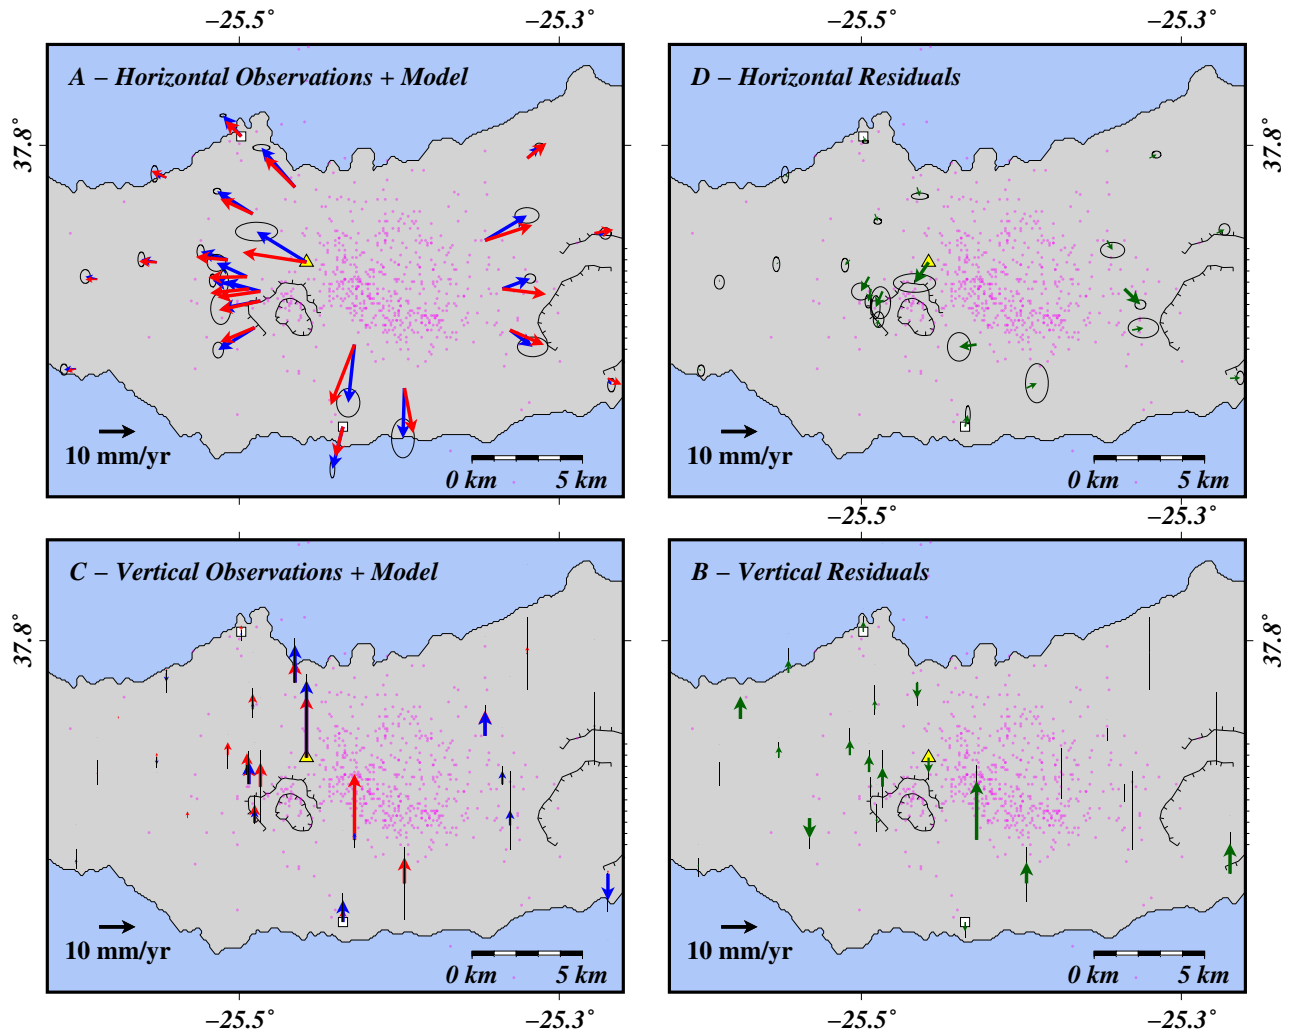 −25.5° −25.3° −25.5° −25.3°
37.8° 37.8°
A − Horizontal Observations + Model
10 mm/yr
0 km 5 km
D − Horizontal Residuals
10 mm/yr
0 km 5 km
−25.5° −25.3°
37.8° 37.8°
C − Vertical Observations + Model
10 mm/yr
0 km 5 km
B − Vertical Residuals
10 mm/yr
0 km 5 km
−25.5° −25.3° −25.5° −25.3°